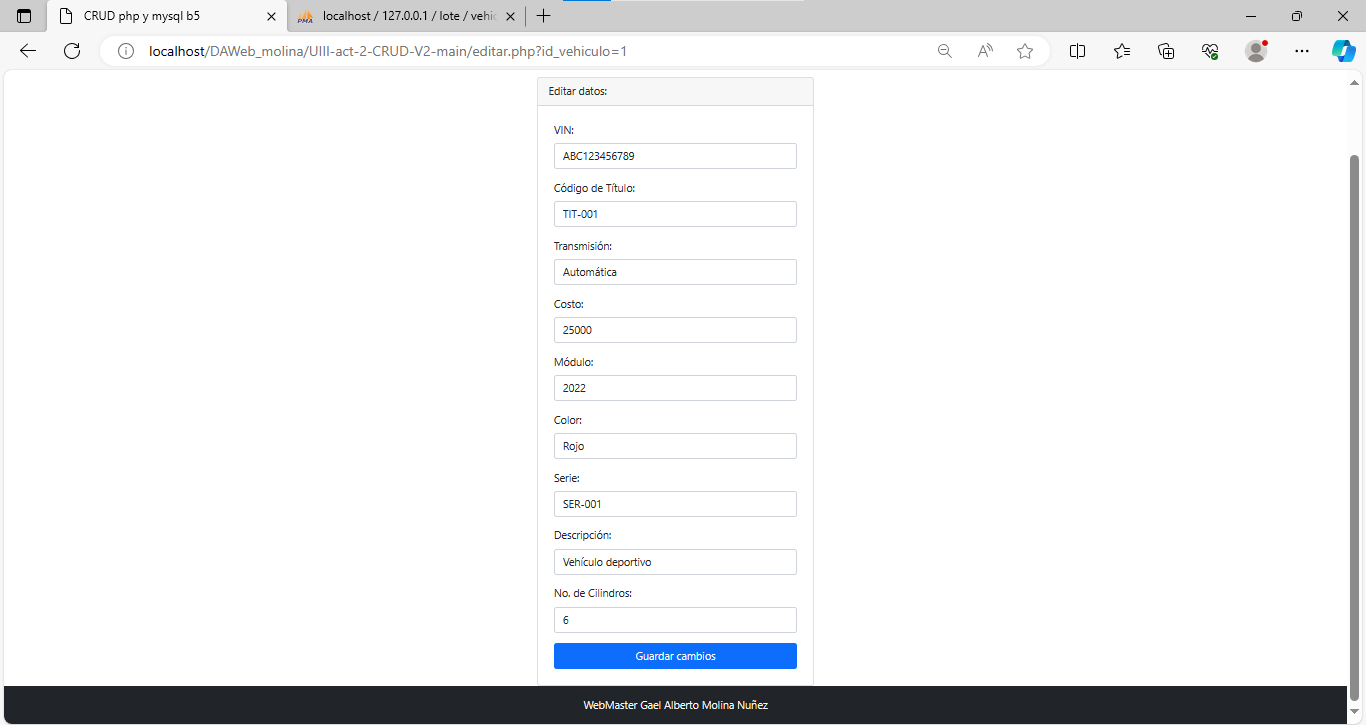 CRUD php y mysql b5
localhost / 127.0.0.1 / lote / vehic
localhost/DAWeb_molina/UIII-act-2-CRUD-V2-main/editar.php?id_vehiculo=1
Editar datos:
VIN:
ABC123456789
Código de Título:
TIT-001
Transmisión:
Automática
Costo:
25000
Módulo:
2022
Color:
Rojo
Serie:
SER-001
Descripción:
Vehículo deportivo
No. de Cilindros:
6
Guardar cambios
WebMaster Gael Alberto Molina Nuñez